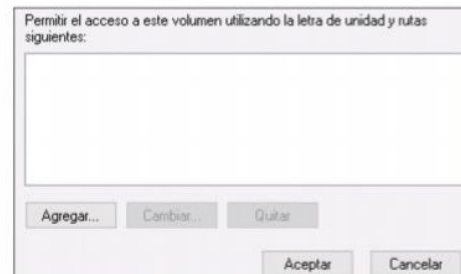 Permitir el acceso a este volumen utilizando la letra de unidad y rutas
siguientes:
Agregar...
Cambiar...
Quitar
Aceptar
Cancelar